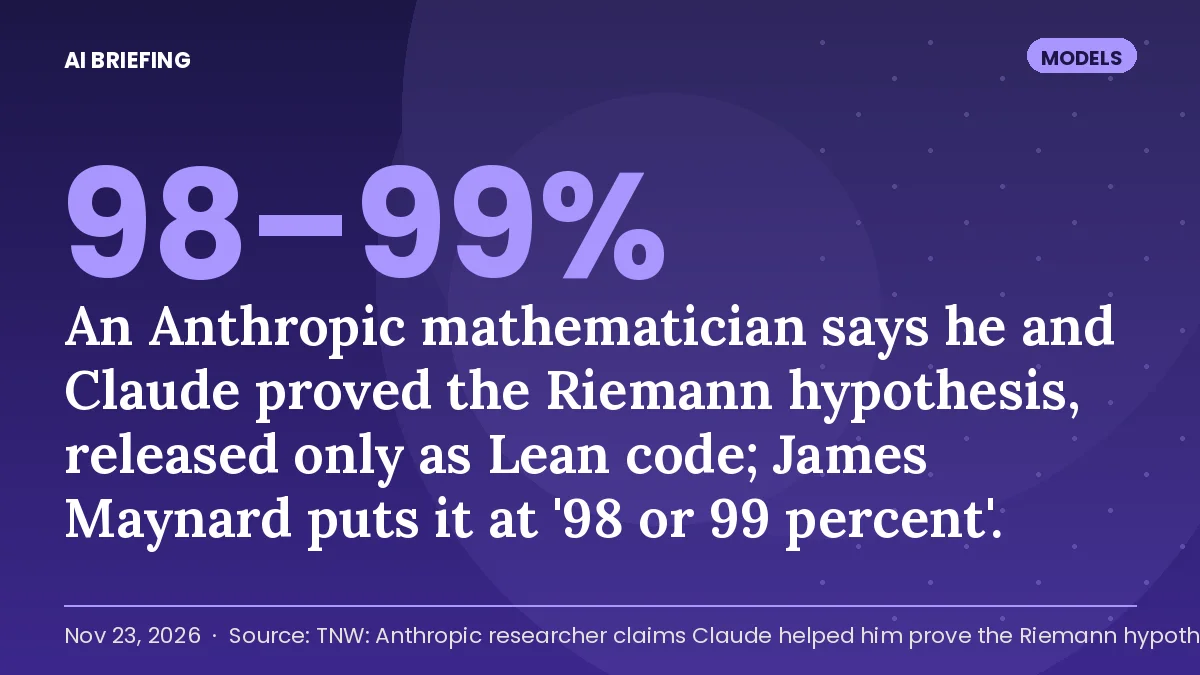 AI BRIEFING
MODELS
98–99%
An Anthropic mathematician says he and
Claude proved the Riemann hypothesis,
released only as Lean code; James
Maynard puts it at '98 or 99 percent'.
Nov 23, 2026 · Source: TNW: Anthropic researcher claims Claude helped him prove the Riemann hypoth